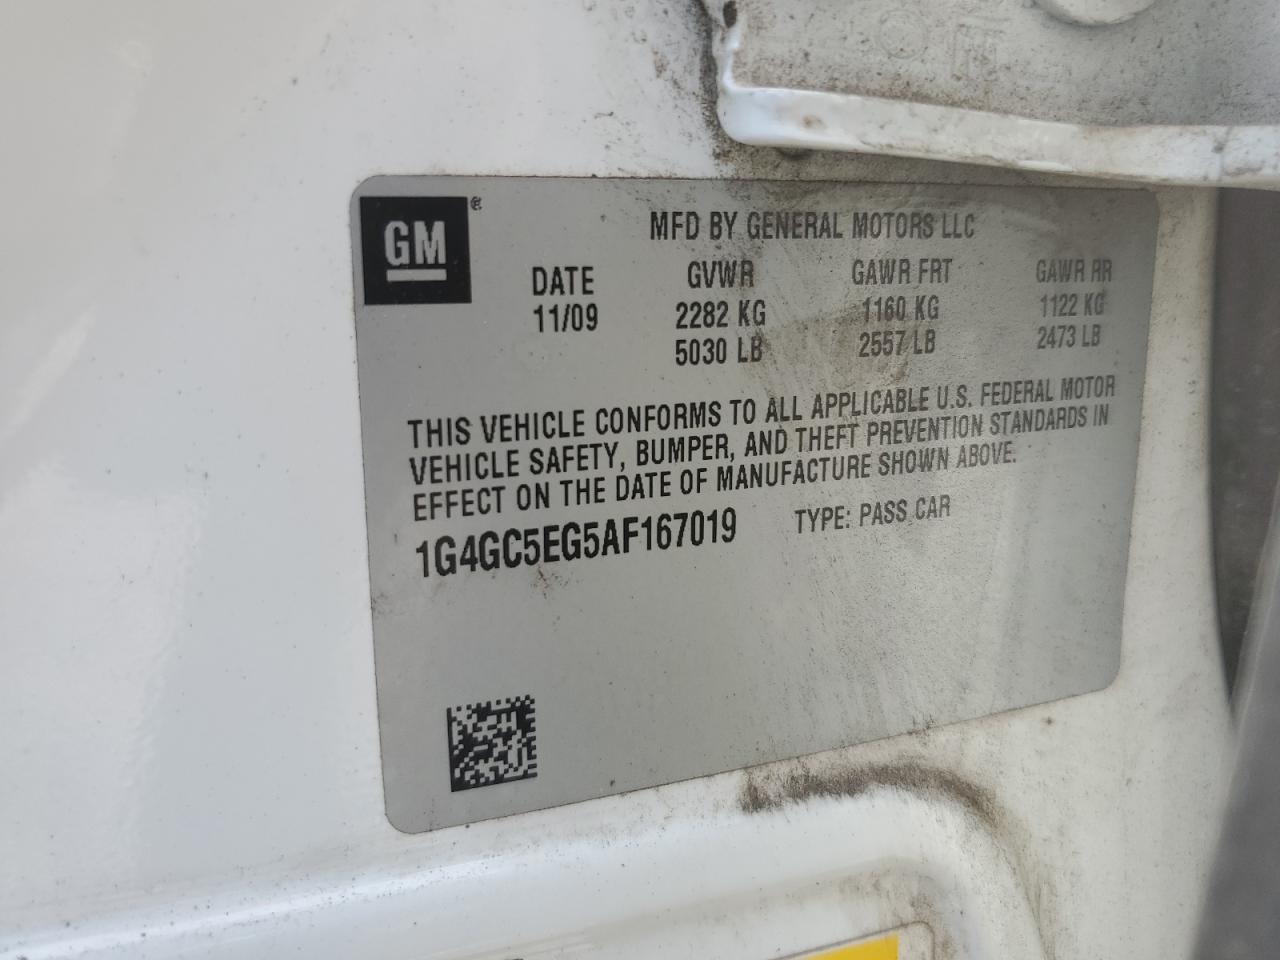 GM ®
MFD BY GENERAL MOTORS LLC
DATE GVWR GAWR FRT GAWR RR
11/09 2282 KG 1160 KG 1122 KG
5030 LB 2557 LB 2473 LB
THIS VEHICLE CONFORMS TO ALL APPLICABLE U.S. FEDERAL MOTOR
VEHICLE SAFETY, BUMPER, AND THEFT PREVENTION STANDARDS IN
EFFECT ON THE DATE OF MANUFACTURE SHOWN ABOVE.
1G4GC5EG5AF167019 TYPE: PASS CAR